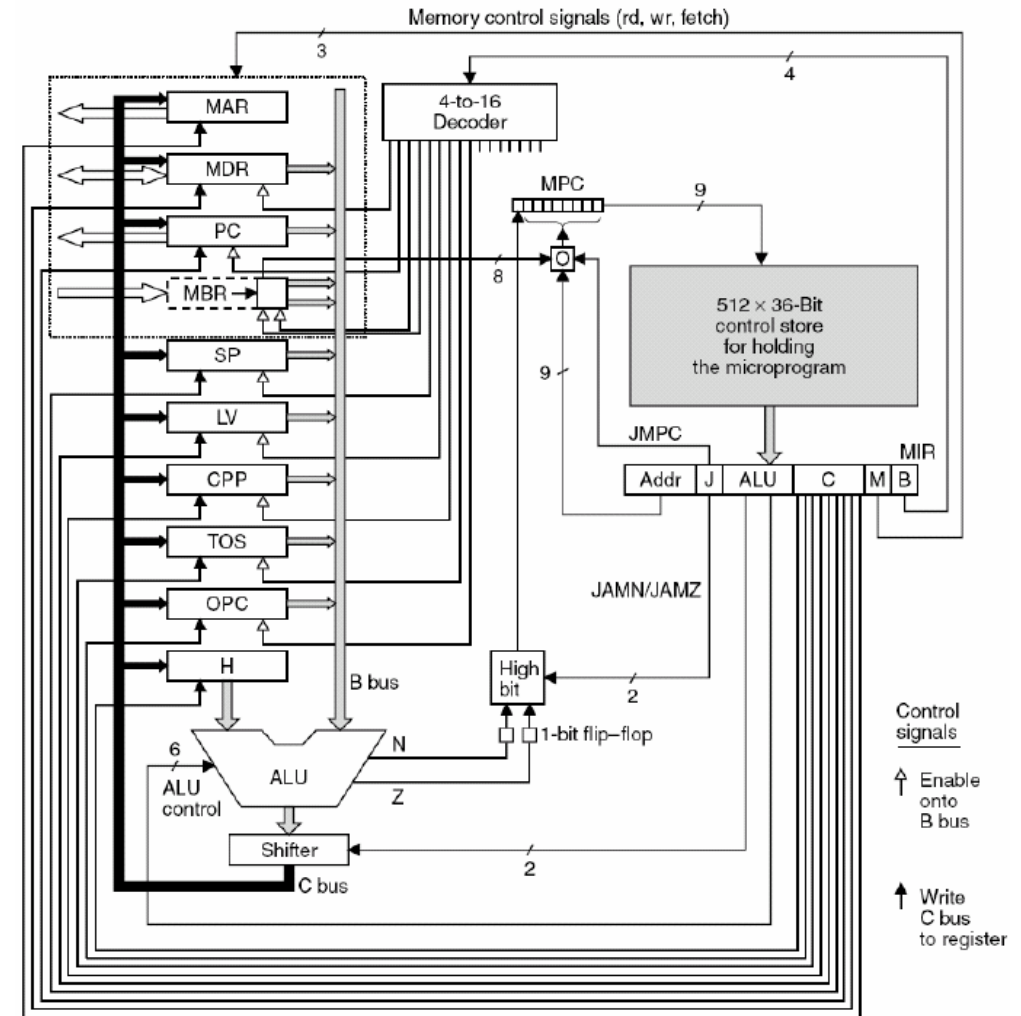 Memory control signals (rd, wr, fetch)
3
4
MAR
4-to-16
Decoder
MDR
MPC
9
PC
O
8
MBR
512 × 36-Bit
control store
for holding
the microprogram
SP
9
LV
JMPC
MIR
Addr
J
ALU
C
M
B
CPP
TOS
JAMN/JAMZ
OPC
H
High
bit
2
B bus
1-bit flip–flop
Control
signals
N
6
ALU
ALU
control
Z
Enable
onto
B bus
Shifter
2
C bus
Write
C bus
to register